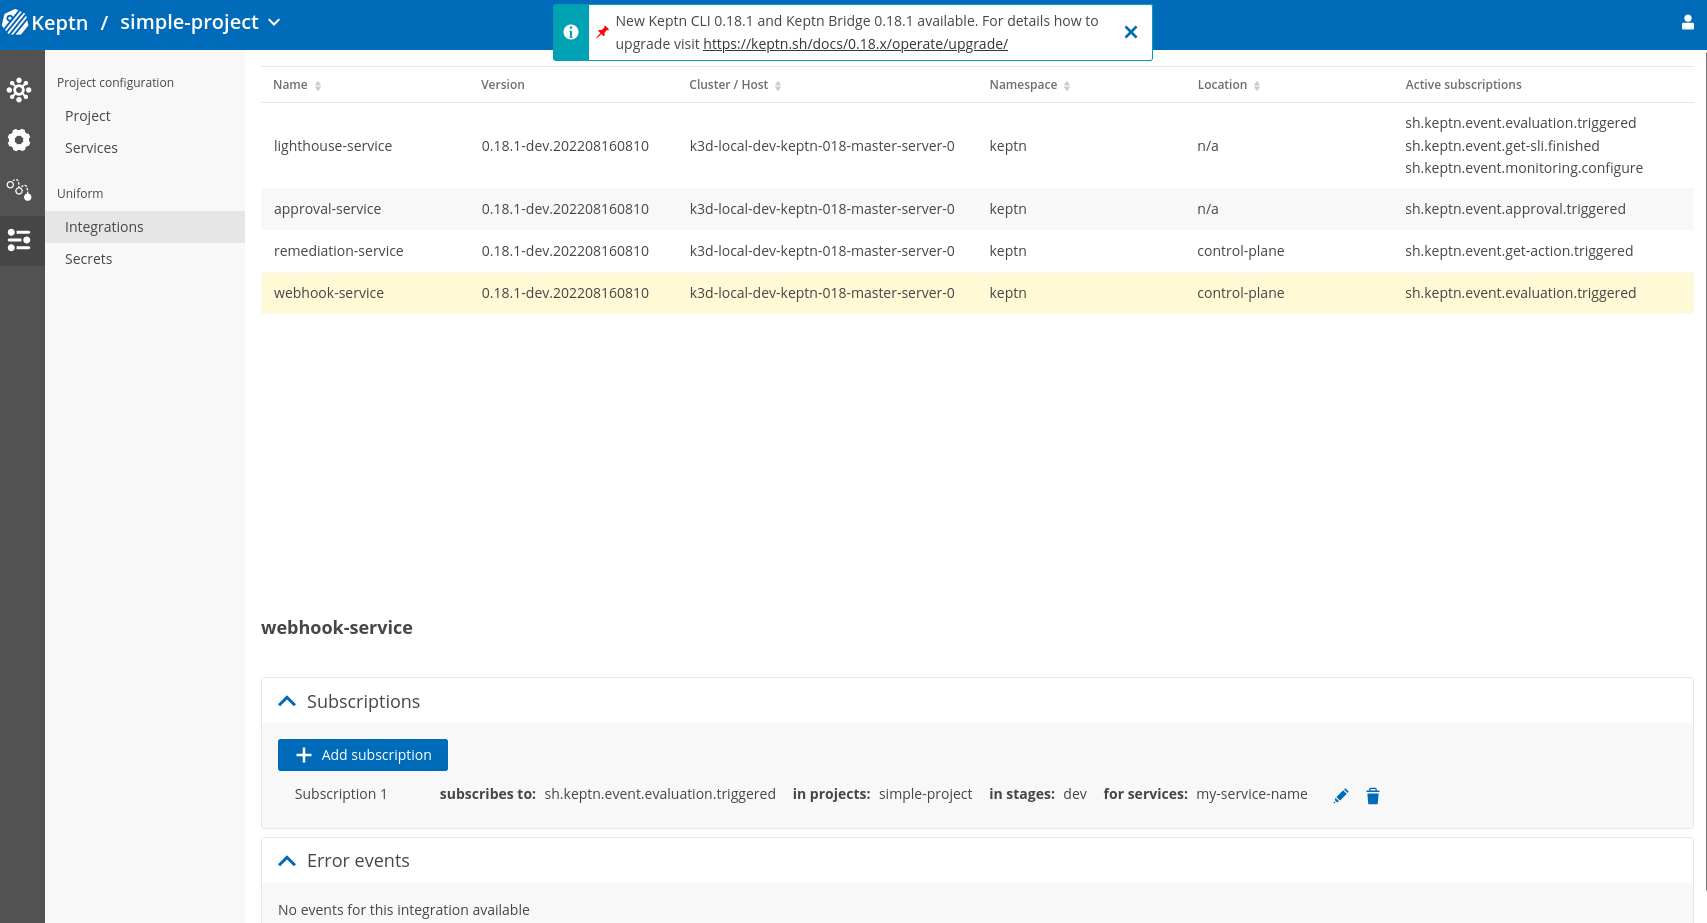 Keptn / simple-project
New Keptn CLI 0.18.1 and Keptn Bridge 0.18.1 available. For details how to
upgrade visit https://keptn.sh/docs/0.18.x/operate/upgrade/
Project configuration
Project
Services
Uniform
Integrations
Secrets
Name Version Cluster / Host Namespace Location Active subscriptions
lighthouse-service 0.18.1-dev.202208160810 k3d-local-dev-keptn-018-master-server-0 keptn n/a sh.keptn.event.evaluation.triggered
sh.keptn.event.get-sli.finished
sh.keptn.event.monitoring.configure
approval-service 0.18.1-dev.202208160810 k3d-local-dev-keptn-018-master-server-0 keptn n/a sh.keptn.event.approval.triggered
remediation-service 0.18.1-dev.202208160810 k3d-local-dev-keptn-018-master-server-0 keptn control-plane sh.keptn.event.get-action.triggered
webhook-service 0.18.1-dev.202208160810 k3d-local-dev-keptn-018-master-server-0 keptn control-plane sh.keptn.event.evaluation.triggered
webhook-service
Subscriptions
Add subscription
Subscription 1 subscribes to: sh.keptn.event.evaluation.triggered in projects: simple-project in stages: dev for services: my-service-name
Error events
No events for this integration available